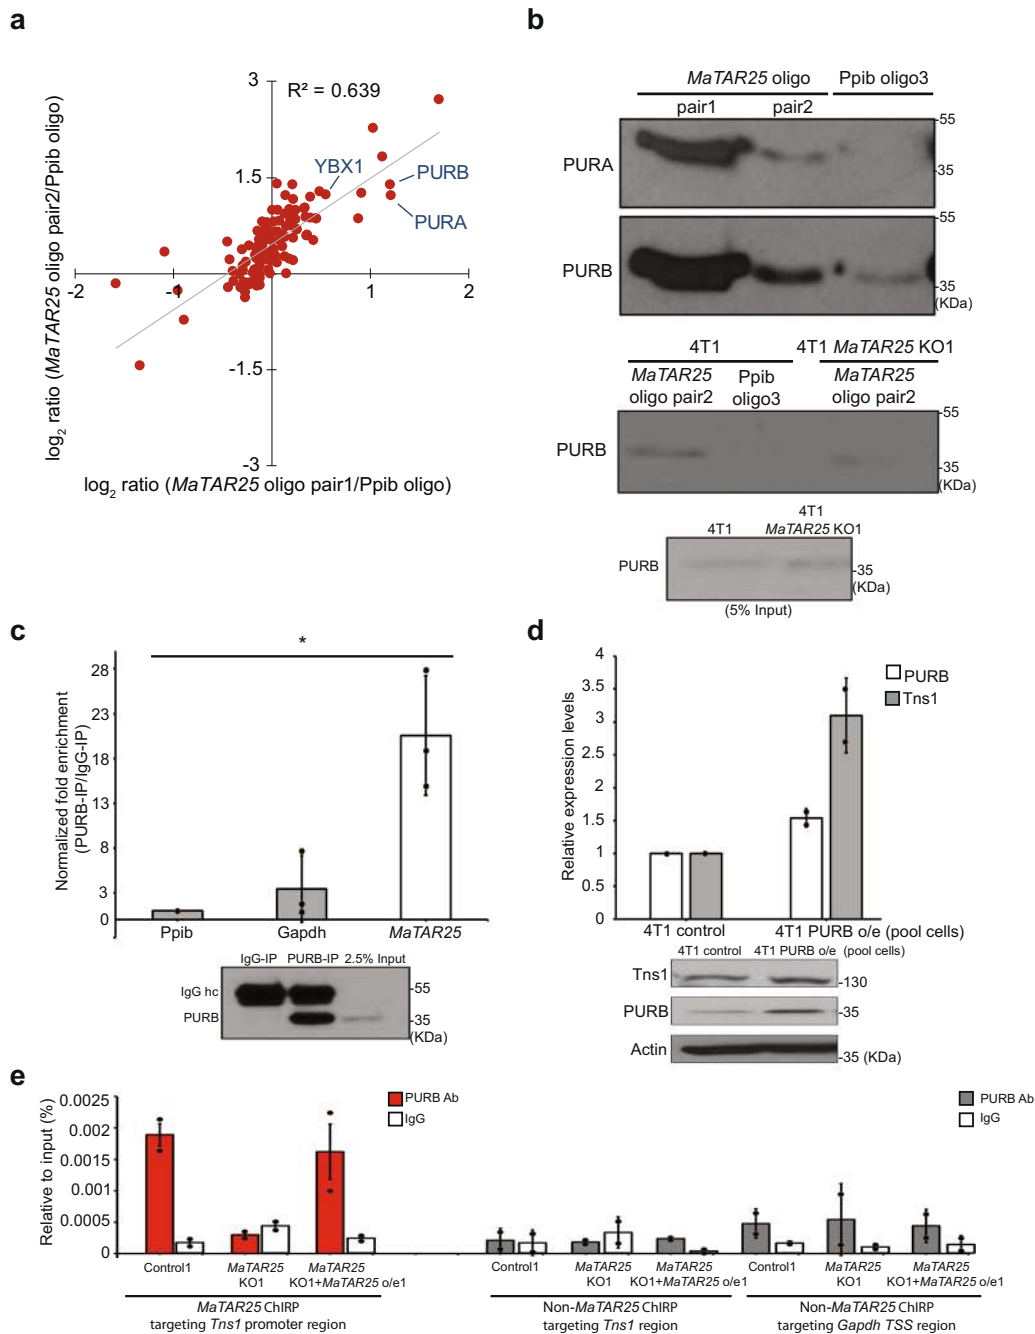 a
3
R² = 0.639
YBX1
PURB
PURA
1.5
-2
-1
1
2
-1.5
-3
log2 ratio (MaTAR25 oligo pair2/Ppib oligo)
log2 ratio (MaTAR25 oligo pair1/Ppib oligo)
b
MaTAR25 oligo
Ppib oligo3
pair1
pair2
PURA
-55
-35
PURB
-55
-35
(KDa)
4T1
4T1 MaTAR25 KO1
MaTAR25
oligo pair2
Ppib
oligo3
MaTAR25
oligo pair2
PURB
-55
-35
(KDa)
4T1
4T1
MaTAR25 KO1
PURB
-35
(KDa)
(5% Input)
c
*
Normalized fold enrichment
(PURB-IP/IgG-IP)
28
23
18
13
8
3
0
Ppib
Gapdh
MaTAR25
IgG-IP
PURB-IP
2.5% Input
IgG hc
PURB
-55
-35
(KDa)
d
Relative expression levels
4
3.5
3
2.5
2
1.5
1
0.5
0
PURB
Tns1
4T1 control
4T1 PURB o/e (pool cells)
4T1 control
4T1 PURB o/e (pool cells)
Tns1
-130
PURB
-35
Actin
-35 (KDa)
e
Relative to input (%)
0.0025
0.002
0.0015
0.001
0.0005
0
PURB Ab
IgG
PURB Ab
IgG
Control1
MaTAR25
KO1
MaTAR25
KO1+MaTAR25 o/e1
MaTAR25 ChIRP
targeting Tns1 promoter region
Control1
MaTAR25
KO1
MaTAR25
KO1+MaTAR25 o/e1
Non-MaTAR25 ChIRP
targeting Tns1 region
Control1
MaTAR25
KO1
MaTAR25
KO1+MaTAR25 o/e1
Non-MaTAR25 ChIRP
targeting Gapdh TSS region